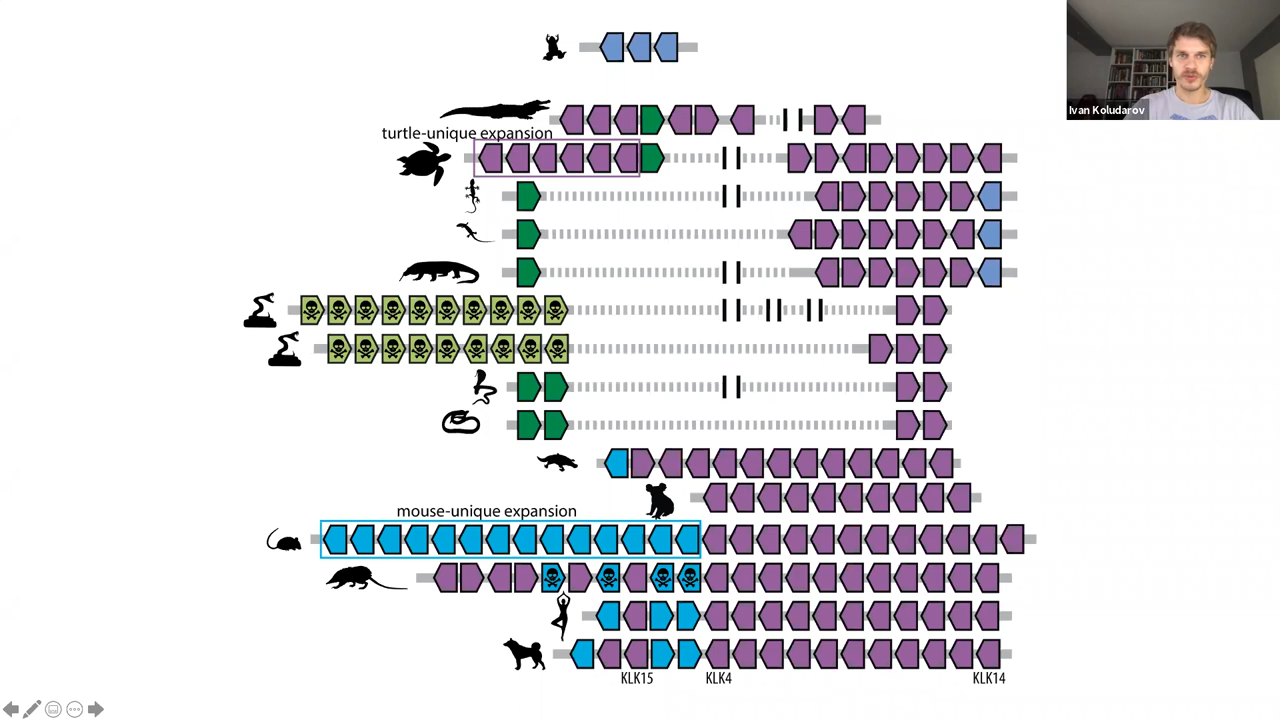 Ivan Koludarov
turtle-unique expansion
mouse-unique expansion
KLK15
KLK4
KLK14